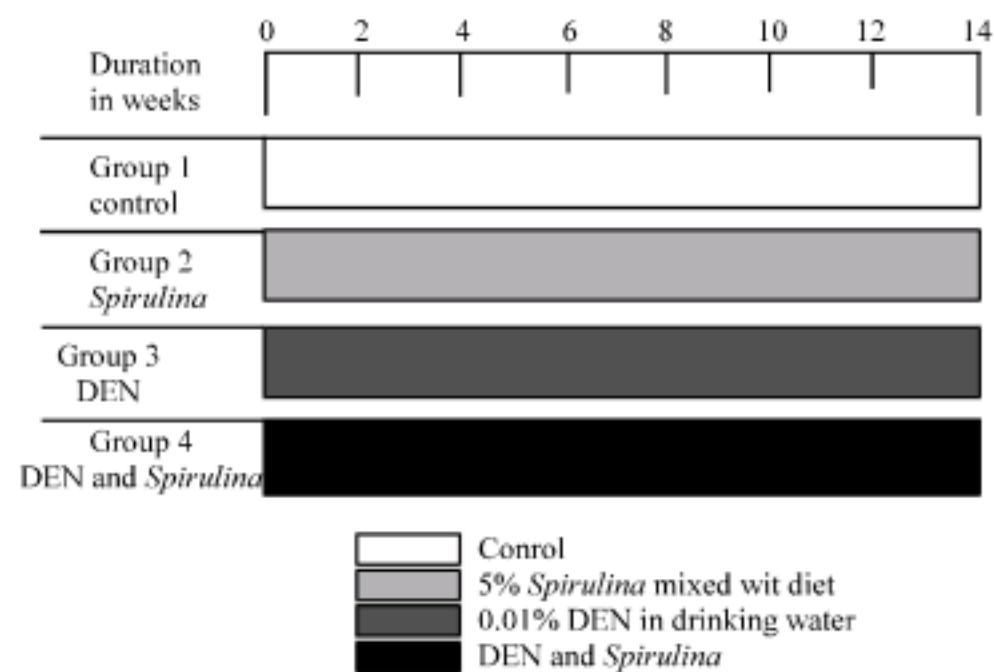 0 2 4 6 8 10 12 14
Duration
in weeks
Group 1
control
Group 2
Spirulina
Group 3
DEN
Group 4
DEN and Spirulina
Conrol
5% Spirulina mixed wit diet
0.01% DEN in drinking water
DEN and Spirulina